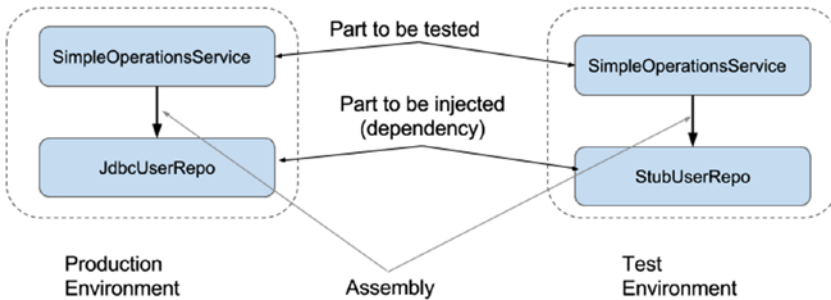 Part to be tested
SimpleOperationsService
SimpleOperationsService
Part to be injected
(dependency)
JdbcUserRepo
StubUserRepo
Production
Environment
Assembly
Test
Environment